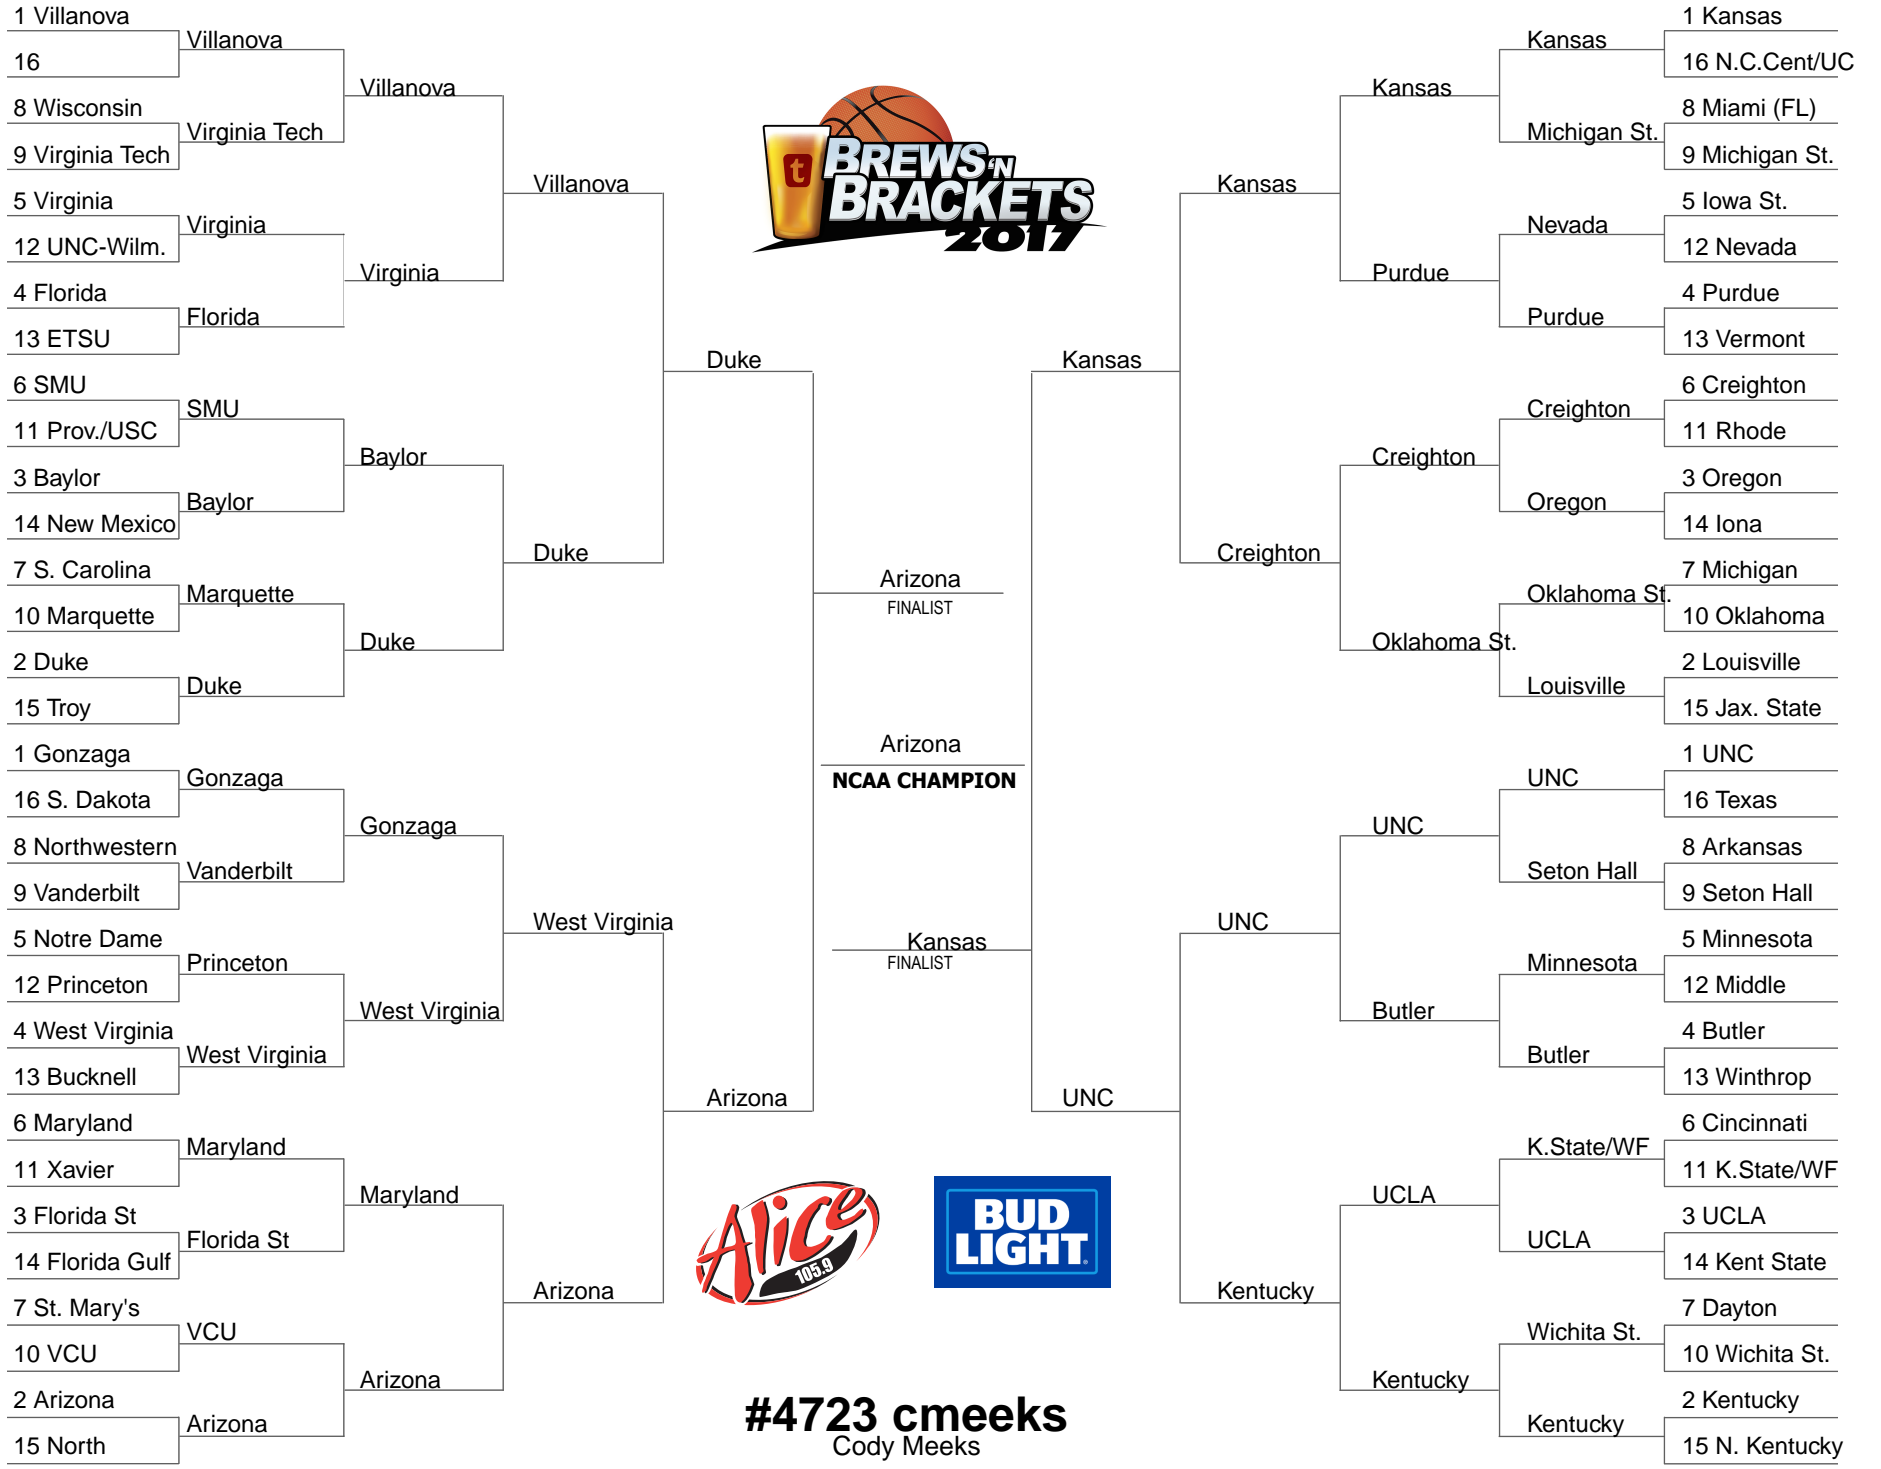 1 Villanova
16
8 Wisconsin
9 Virginia Tech
5 Virginia
12 UNC-Wilm.
4 Florida
13 ETSU
6 SMU
11 Prov./USC
3 Baylor
14 New Mexico
7 S. Carolina
10 Marquette
2 Duke
15 Troy
1 Gonzaga
16 S. Dakota
8 Northwestern
9 Vanderbilt
5 Notre Dame
12 Princeton
4 West Virginia
13 Bucknell
6 Maryland
11 Xavier
3 Florida St
14 Florida Gulf
7 St. Mary's
10 VCU
2 Arizona
15 North
Villanova
Virginia Tech
Virginia
Florida
SMU
Baylor
Marquette
Duke
Gonzaga
Vanderbilt
Princeton
West Virginia
Maryland
Florida St
VCU
Arizona
Villanova
Virginia
Baylor
Duke
Gonzaga
West Virginia
Maryland
Arizona
Villanova
Duke
West Virginia
Arizona
Duke
Arizona
t
BREWS 'N
BRACKETS
2017
Arizona
FINALIST
Arizona
NCAA CHAMPION
Kansas
FINALIST
Alice
105.9
BUD
LIGHT
#4723 cmeeks
Cody Meeks
Kansas
UNC
Kansas
Creighton
UNC
Kentucky
Kansas
Purdue
Creighton
Oklahoma St.
UNC
Butler
UCLA
Kentucky
Kansas
Michigan St.
Nevada
Purdue
Creighton
Oregon
Oklahoma St.
Louisville
UNC
Seton Hall
Minnesota
Butler
K.State/WF
UCLA
Wichita St.
Kentucky
1 Kansas
16 N.C.Cent/UC
8 Miami (FL)
9 Michigan St.
5 Iowa St.
12 Nevada
4 Purdue
13 Vermont
6 Creighton
11 Rhode
3 Oregon
14 Iona
7 Michigan
10 Oklahoma
2 Louisville
15 Jax. State
1 UNC
16 Texas
8 Arkansas
9 Seton Hall
5 Minnesota
12 Middle
4 Butler
13 Winthrop
6 Cincinnati
11 K.State/WF
3 UCLA
14 Kent State
7 Dayton
10 Wichita St.
2 Kentucky
15 N. Kentucky